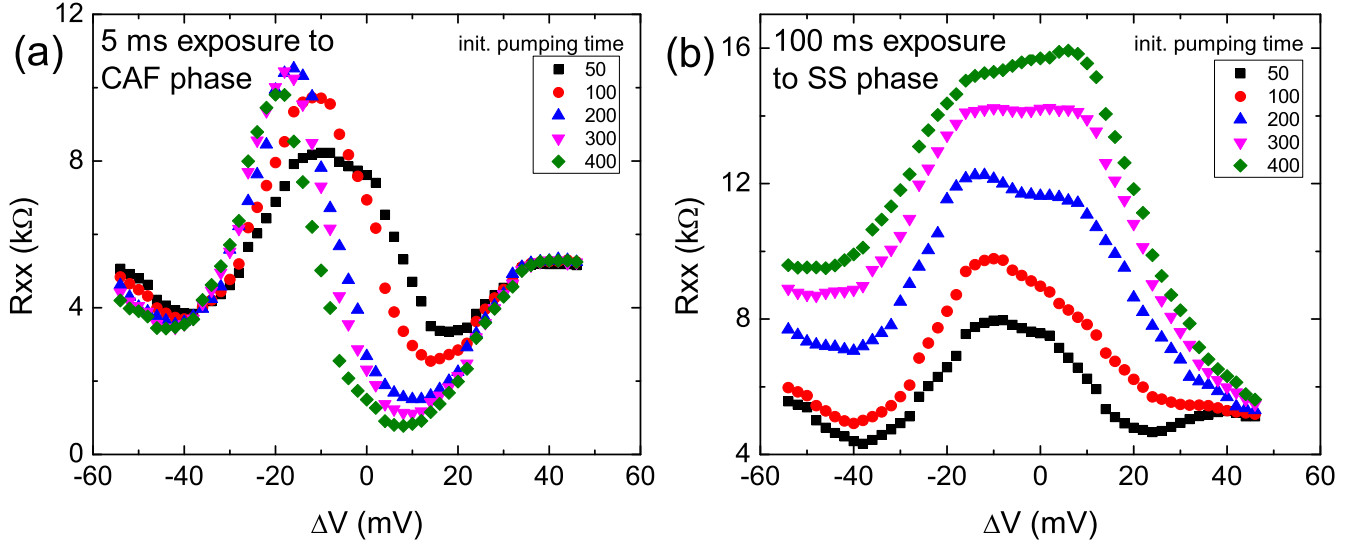 (a)
5 ms exposure to
CAF phase
init. pumping time
50
100
200
300
400
12
8
4
0
Rxx (kΩ)
-60 -40 -20 0 20 40 60
ΔV (mV)
(b)
100 ms exposure
to SS phase
init. pumping time
50
100
200
300
400
16
12
8
4
Rxx (kΩ)
-60 -40 -20 0 20 40 60
ΔV (mV)